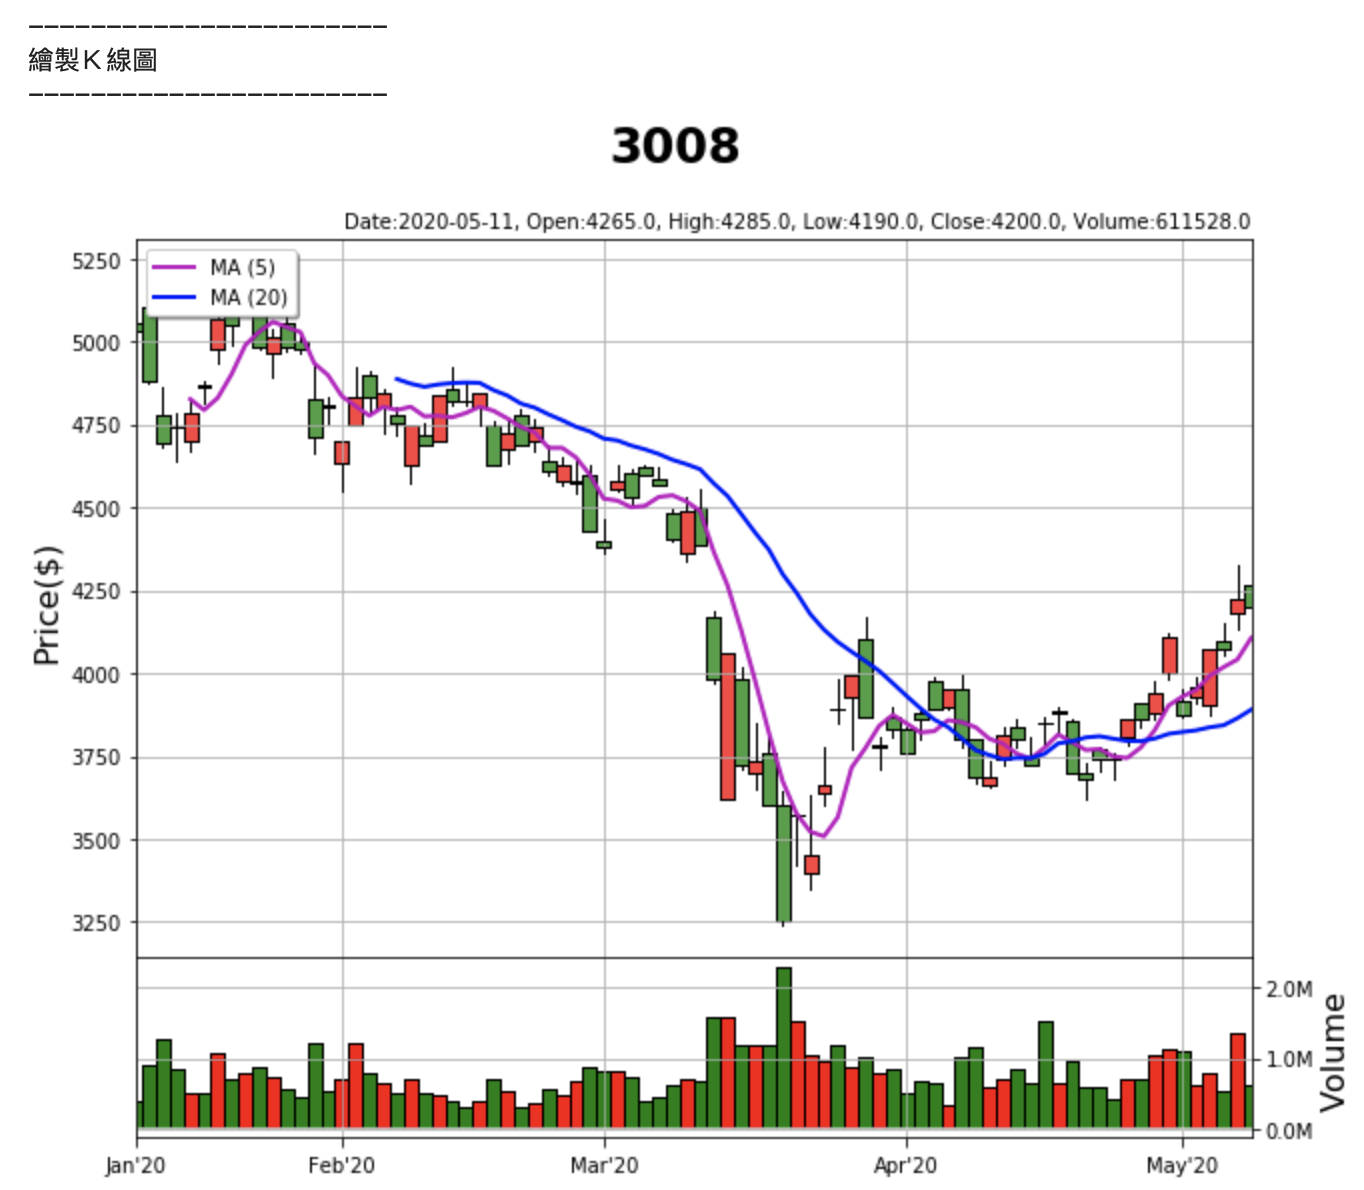 ------------------------
繪製Ｋ線圖
------------------------
3008
Date:2020-05-11, Open:4265.0, High:4285.0, Low:4190.0, Close:4200.0, Volume:611528.0
MA (5)
MA (20)
Price($)
5250
5000
4750
4500
4250
4000
3750
3500
3250
2.0M
1.0M
0.0M
Volume
Jan'20 Feb'20 Mar'20 Apr'20 May'20